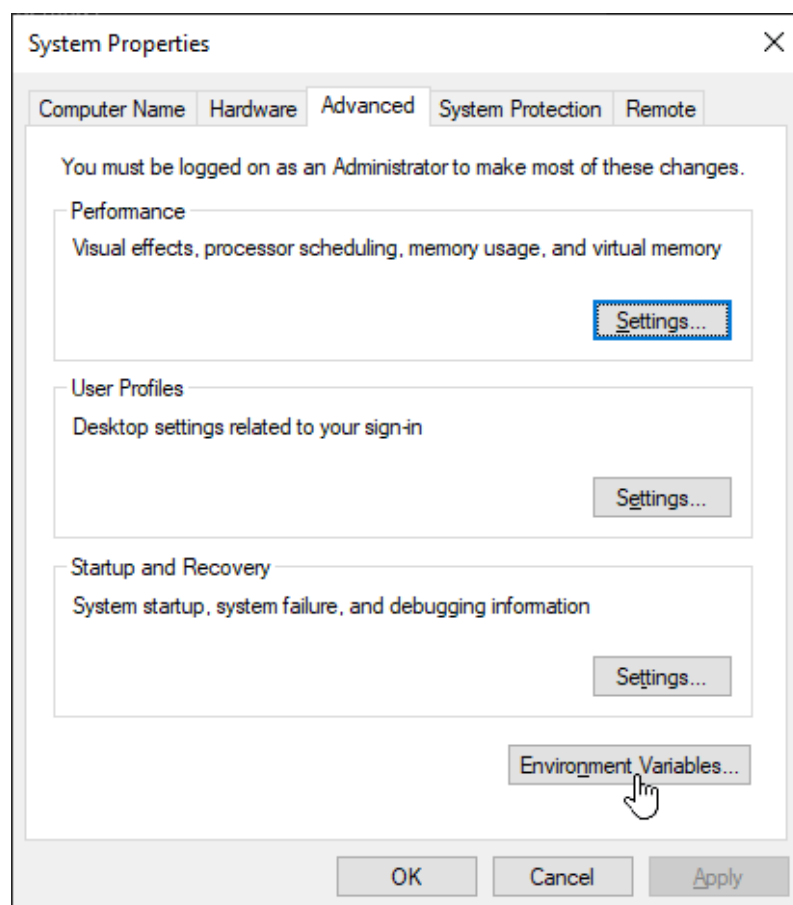 System Properties
Computer Name Hardware Advanced System Protection Remote
You must be logged on as an Administrator to make most of these changes.
Performance
Visual effects, processor scheduling, memory usage, and virtual memory
Settings...
User Profiles
Desktop settings related to your sign-in
Settings...
Startup and Recovery
System startup, system failure, and debugging information
Settings...
Environment Variables...
OK Cancel Apply